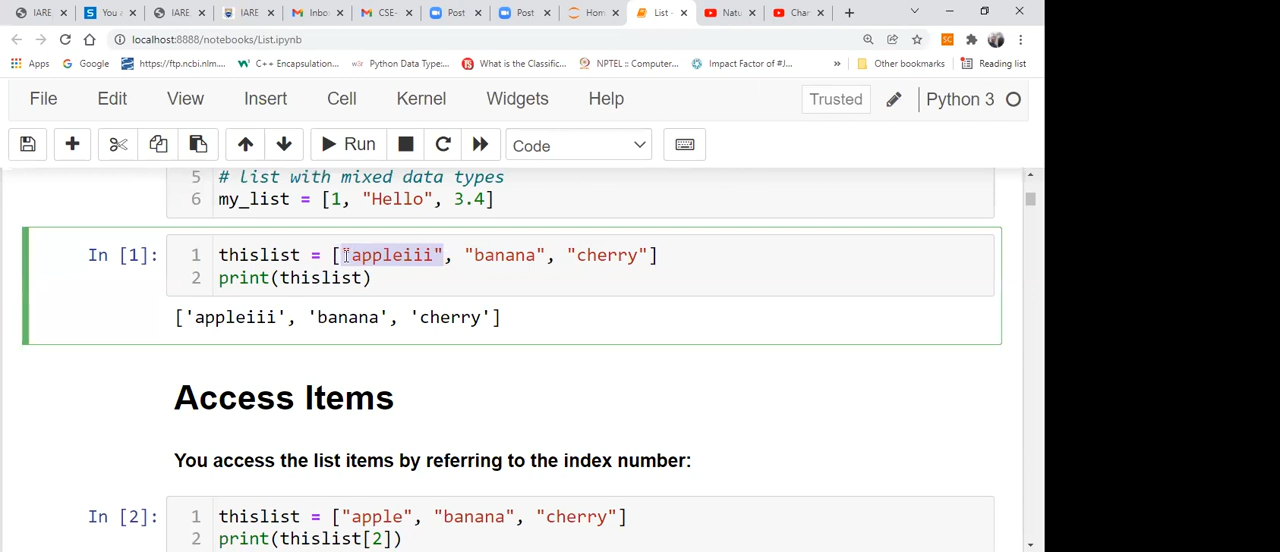 IARE
You A
IARE
IARE
Inbo
CSE-
Post
Post
Hom
List -
Natu
Char
localhost:8888/notebooks/List.ipynb
Apps
Google
https://ftp.ncbi.nlm....
C++ Encapsulation...
Python Data Type:...
What is the Classific...
NPTEL :: Computer...
Impact Factor of #J...
»
Other bookmarks
Reading list
File Edit View Insert Cell Kernel Widgets Help Trusted Python 3
Run Code
5 # list with mixed data types
6 my_list = [1, "Hello", 3.4]
In [1]: 1 thislist = ["appleiii", "banana", "cherry"]
2 print(thislist)
['appleiii', 'banana', 'cherry']
Access Items
You access the list items by referring to the index number:
In [2]: 1 thislist = ["apple", "banana", "cherry"]
2 print(thislist[2])